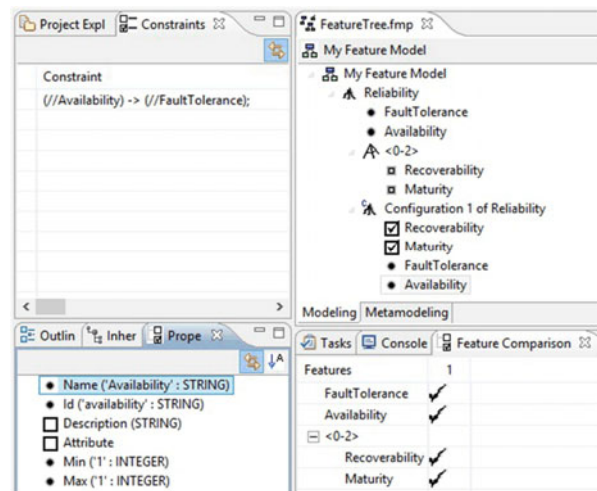 Project Expl Constraints
Constraint
(//Availability) -> (//FaultTolerance);
FeatureTree.fmp
My Feature Model
My Feature Model
Reliability
FaultTolerance
Availability
<0-2>
Recoverability
Maturity
Configuration 1 of Reliability
Recoverability
Maturity
FaultTolerance
Availability
Modeling Metamodeling
Outlin Inher Prope
Name ('Availability' : STRING)
Id ('availability' : STRING)
Description (STRING)
Attribute
Min ('1' : INTEGER)
Max ('1' : INTEGER)
Tasks Console Feature Comparison
Features 1
FaultTolerance
Availability
<0-2>
Recoverability
Maturity